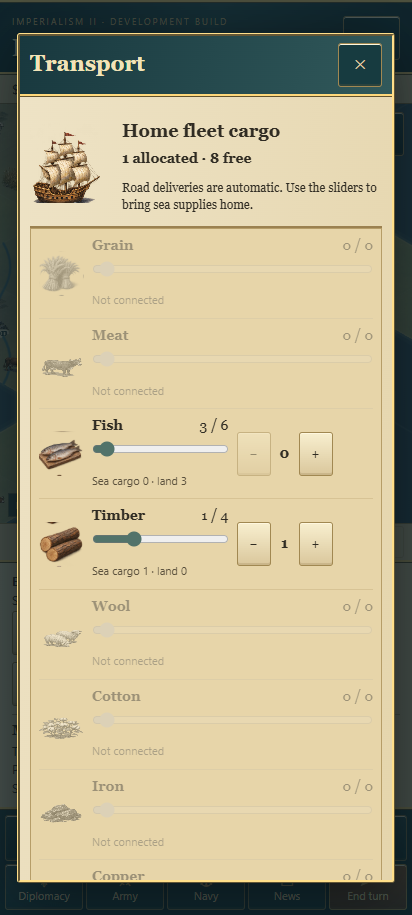 IMPERIALISM II · DEVELOPMENT BUILD
Transport
×
Home fleet cargo
1 allocated · 8 free
Road deliveries are automatic. Use the sliders to
bring sea supplies home.
Grain 0 / 0
Not connected
Meat 0 / 0
Not connected
Fish 3 / 6
− 0 +
Sea cargo 0 · land 3
Timber 1 / 4
− 1 +
Sea cargo 1 · land 0
Wool 0 / 0
Not connected
Cotton 0 / 0
Not connected
Iron 0 / 0
Not connected
Copper 0 / 0
Diplomacy Army Navy News End turn